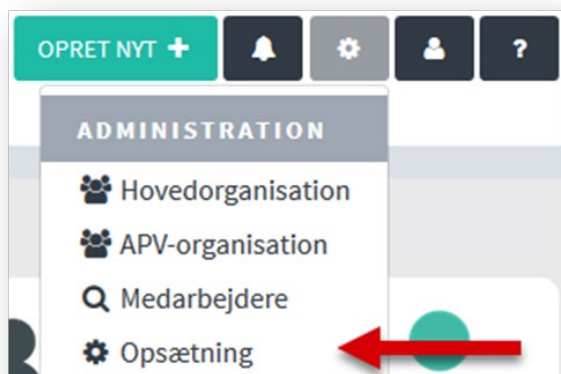 OPRET NYT +
?
ADMINISTRATION
Hovedorganisation
APV-organisation
Medarbejdere
Opsætning